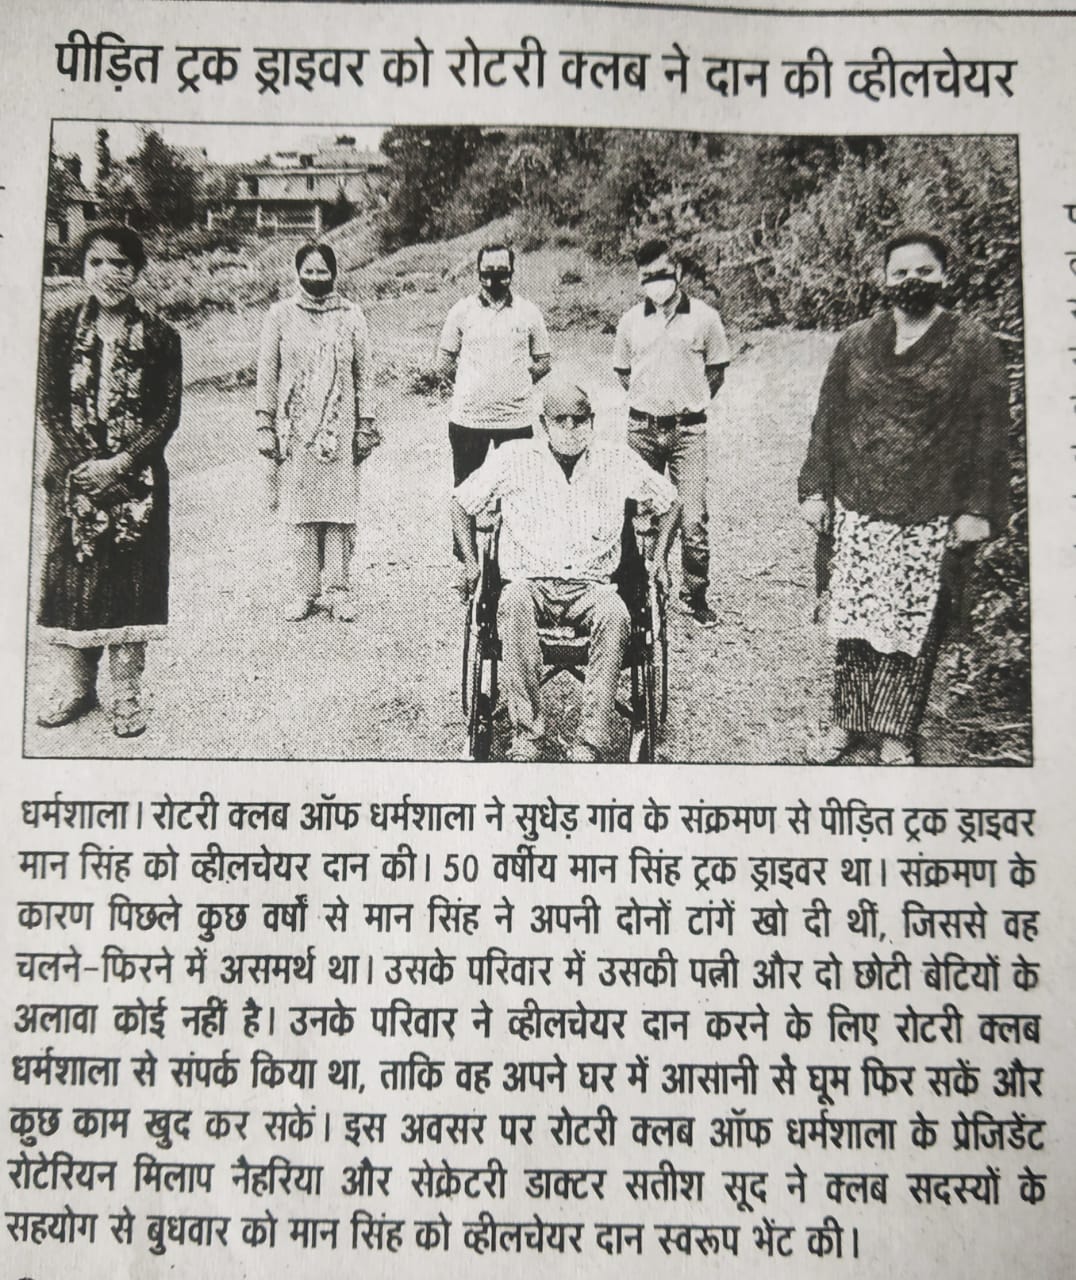 पीड़ित ट्रक ड्राइवर को रोटरी क्लब ने दान की व्हीलचेयर
धर्मशाला। रोटरी क्लब ऑफ धर्मशाला ने सुधेड़ गांव के संक्रमण से पीड़ित ट्रक ड्राइवर
मान सिंह को व्हीलचेयर दान की। 50 वर्षीय मान सिंह ट्रक ड्राइवर था। संक्रमण के
कारण पिछले कुछ वर्षों से मान सिंह ने अपनी दोनों टांगें खो दी थीं, जिससे वह
चलने-फिरने में असमर्थ था। उसके परिवार में उसकी पत्नी और दो छोटी बेटियों के
अलावा कोई नहीं है। उनके परिवार ने व्हीलचेयर दान करने के लिए रोटरी क्लब
धर्मशाला से संपर्क किया था, ताकि वह अपने घर में आसानी से घूम फिर सकें और
कुछ काम खुद कर सकें। इस अवसर पर रोटरी क्लब ऑफ धर्मशाला के प्रेजिडेंट
रोटेरियन मिलाप नैहरिया और सेक्रेटरी डाक्टर सतीश सूद ने क्लब सदस्यों के
सहयोग से बुधवार को मान सिंह को व्हीलचेयर दान स्वरूप भेंट की।